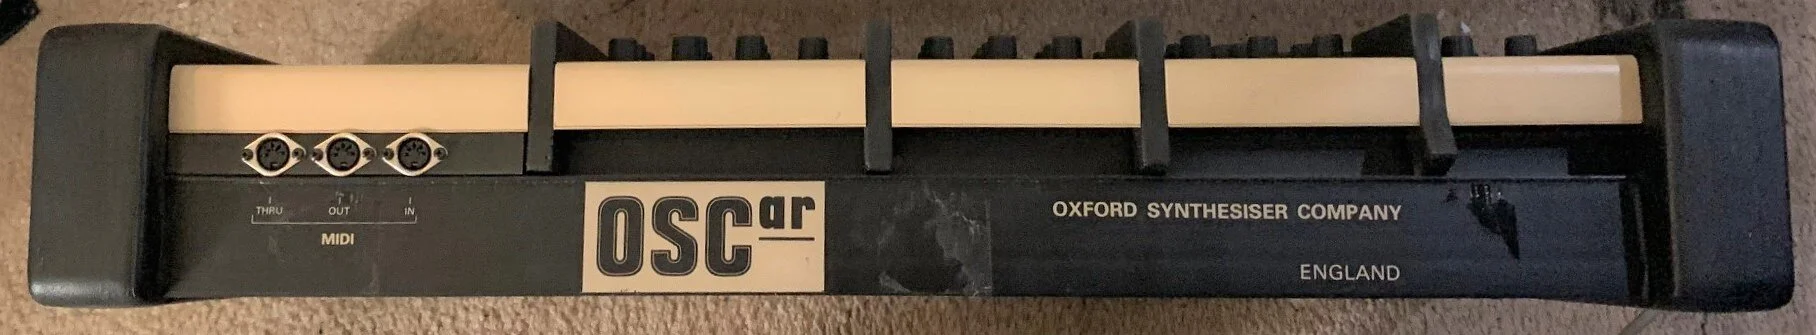 THRU OUT IN
MIDI
OSCar
OXFORD SYNTHESISER COMPANY
ENGLAND